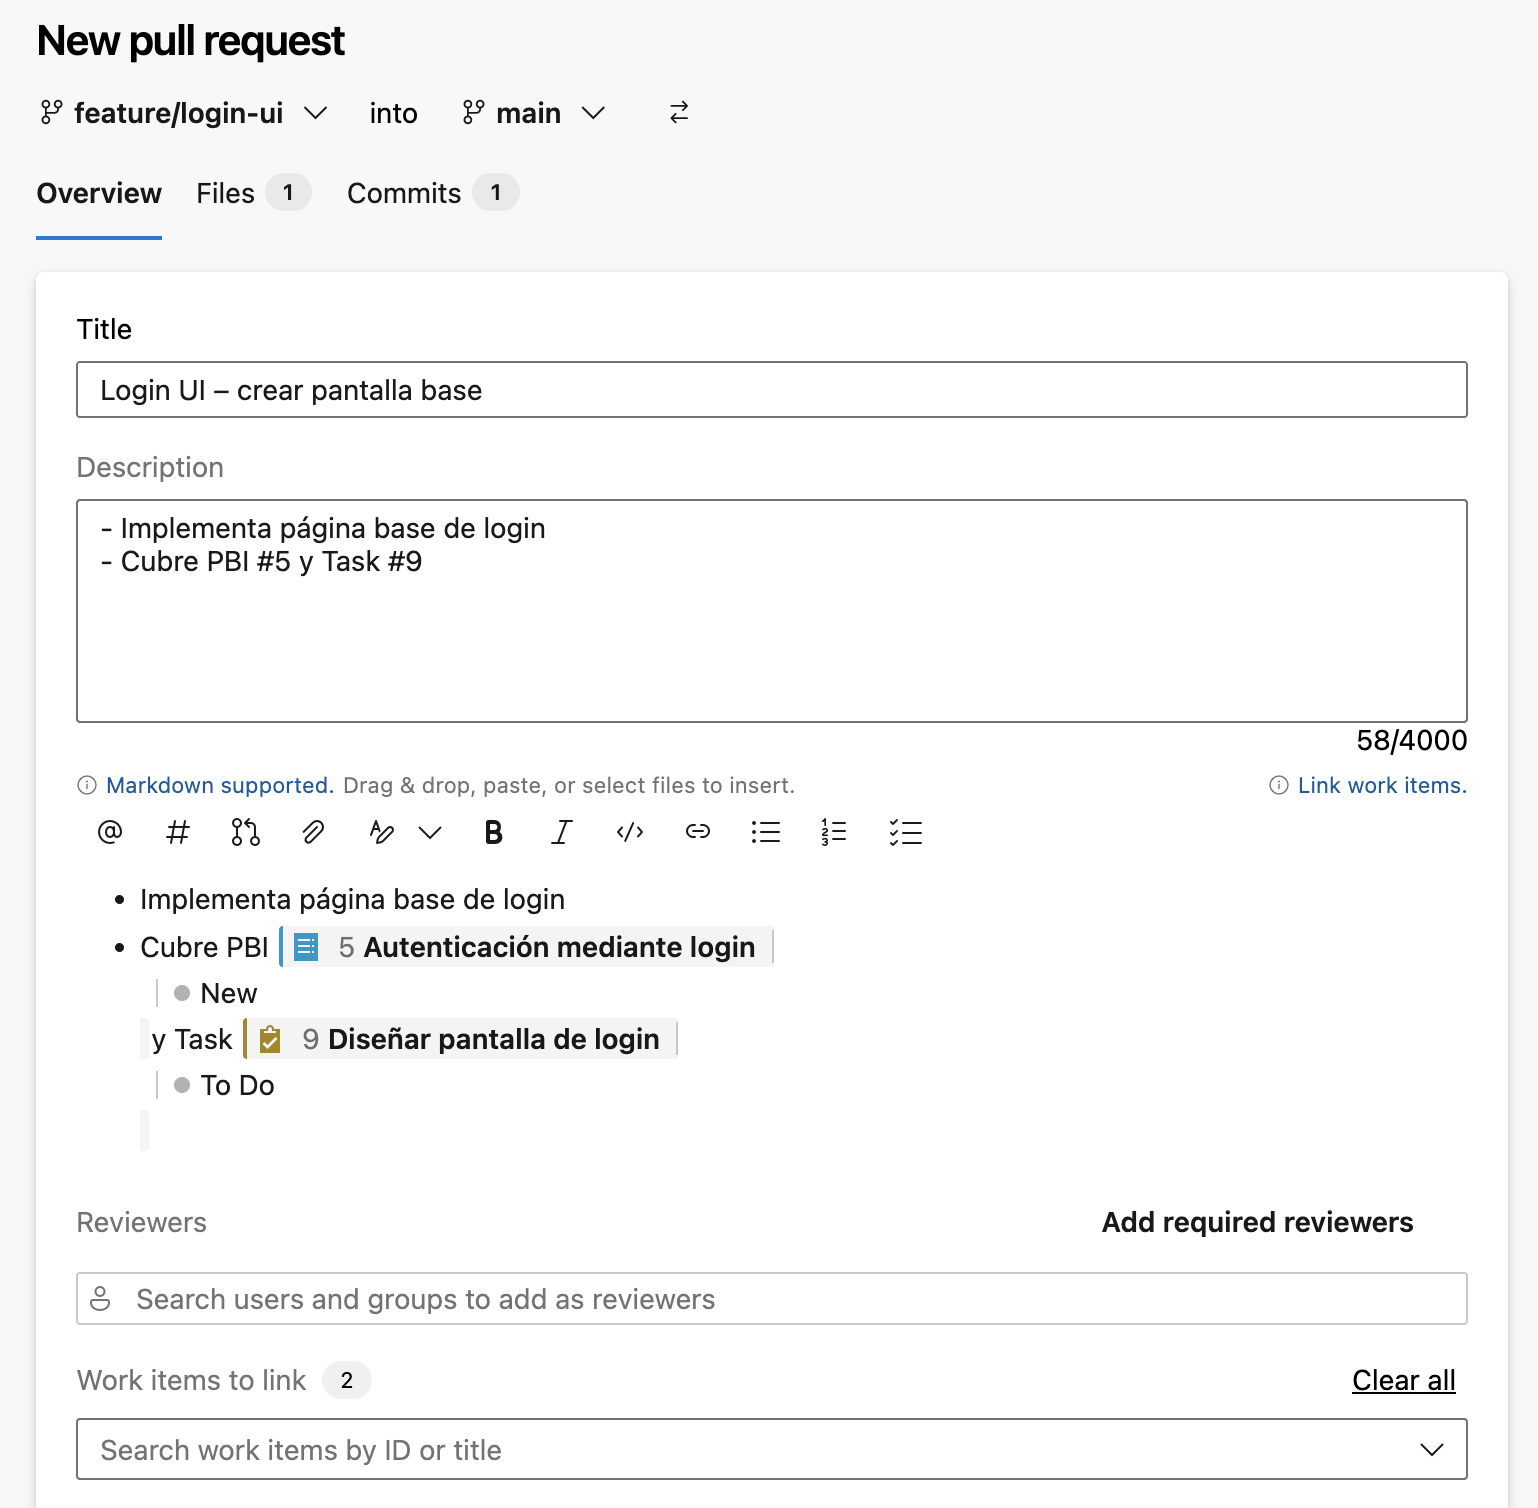 New pull request
feature/login-ui into main
Overview Files 1 Commits 1
Title
Login UI – crear pantalla base
Description
- Implementa página base de login
- Cubre PBI #5 y Task #9
58/4000
Markdown supported. Drag & drop, paste, or select files to insert. Link work items.
• Implementa página base de login
• Cubre PBI 5 Autenticación mediante login
New
y Task 9 Diseñar pantalla de login
To Do
Reviewers Add required reviewers
Search users and groups to add as reviewers
Work items to link 2 Clear all
Search work items by ID or title